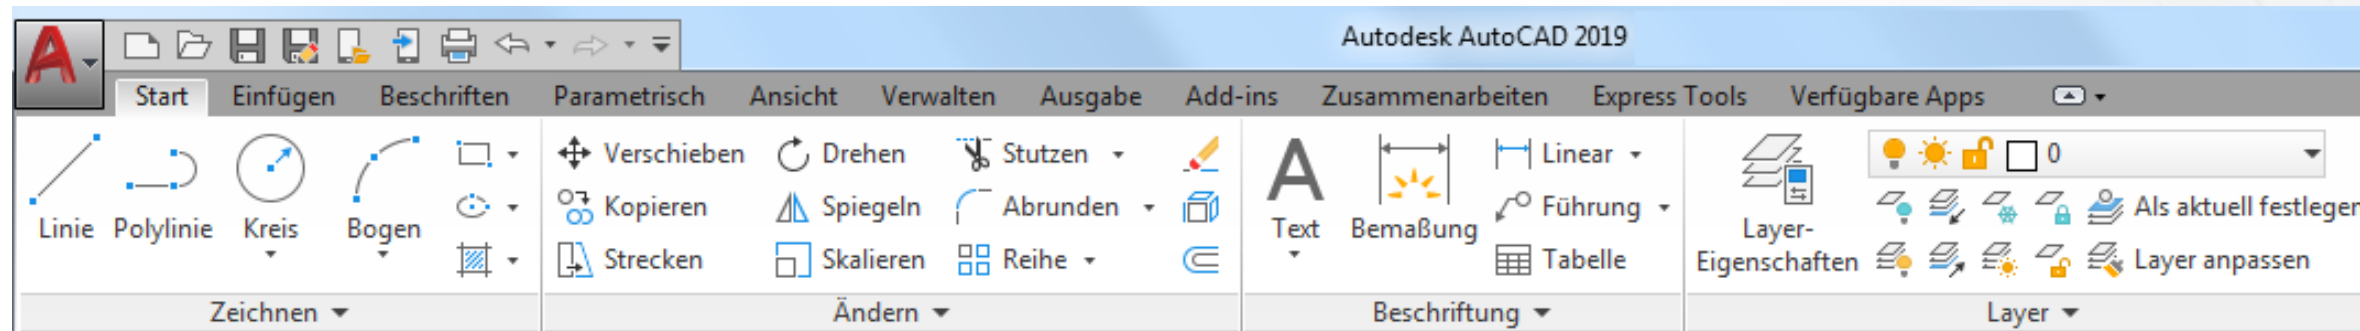 Autodesk AutoCAD 2019
Start Einfügen Beschriften Parametrisch Ansicht Verwalten Ausgabe Add-ins Zusammenarbeiten Express Tools Verfügbare Apps
Linie Polylinie Kreis Bogen
Verschieben Drehen Stutzen
Kopieren Spiegeln Abrunden
Strecken Skalieren Reihe
Text Bemaßung
Linear
Führung
Tabelle
Layer-
Eigenschaften
0
Als aktuell festlegen
Layer anpassen
Zeichnen Ändern Beschriftung Layer